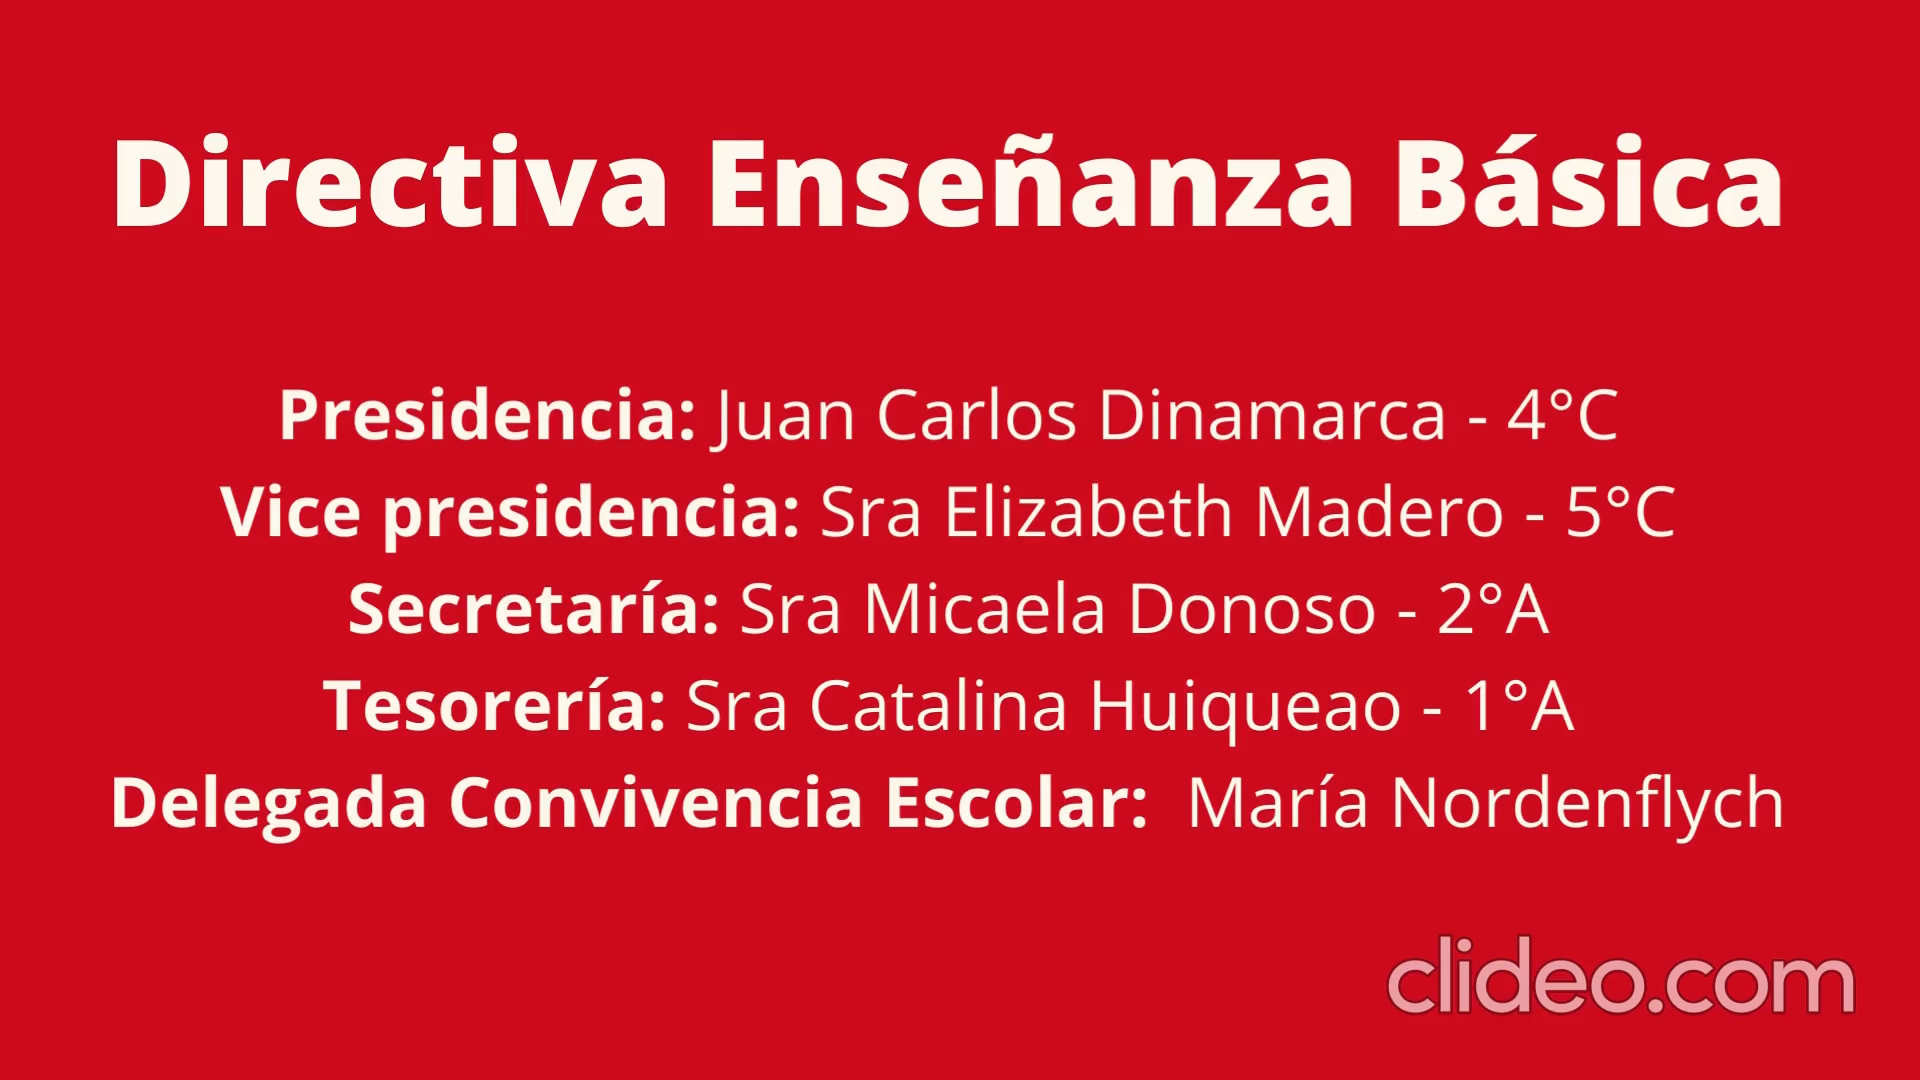 Directiva Enseñanza Básica
Presidencia: Juan Carlos Dinamarca - 4°C
Vice presidencia: Sra Elizabeth Madero - 5°C
Secretaría: Sra Micaela Donoso - 2°A
Tesorería: Sra Catalina Huiqueao - 1°A
Delegada Convivencia Escolar:  María Nordenflych
clideo.com